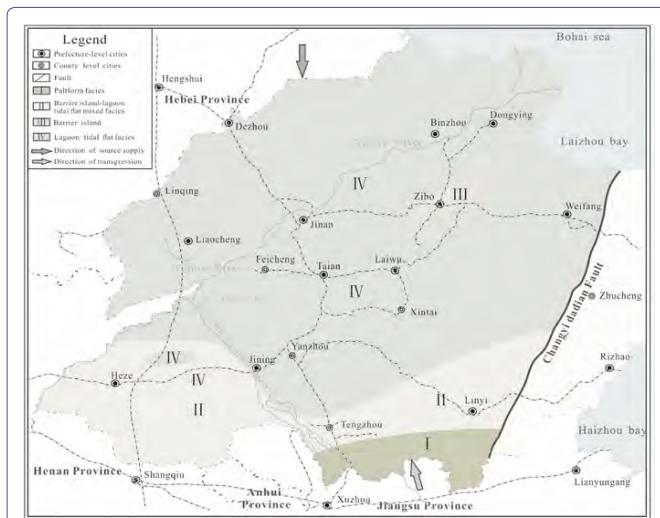 Legend
Prefecture-level cities
County level cities
Fault
Paltform facies
Barrier island-lagoon
tidal flat mixed facies
Barrier island
Lagoon tidal flat facies
Direction of source supply
Direction of transgression
Bohai sea
Hengshui
Hebei Province
Dezhou
Binzhou
Dongying
Laizhou bay
IV
Linqing
Zibo
III
Weifang
Jinan
Liaocheng
Feicheng
Taian
Laiwu
IV
Zhucheng
Xintai
Changyi dadian Fault
Yanzhou
IV
Jining
Rizhao
Heze
IV
II
II
Linyi
Tengzhou
Haizhou bay
I
Henan Province
Shangqiu
Anhui
Province
Xuzhou
Jiangsu Province
Lianyungang